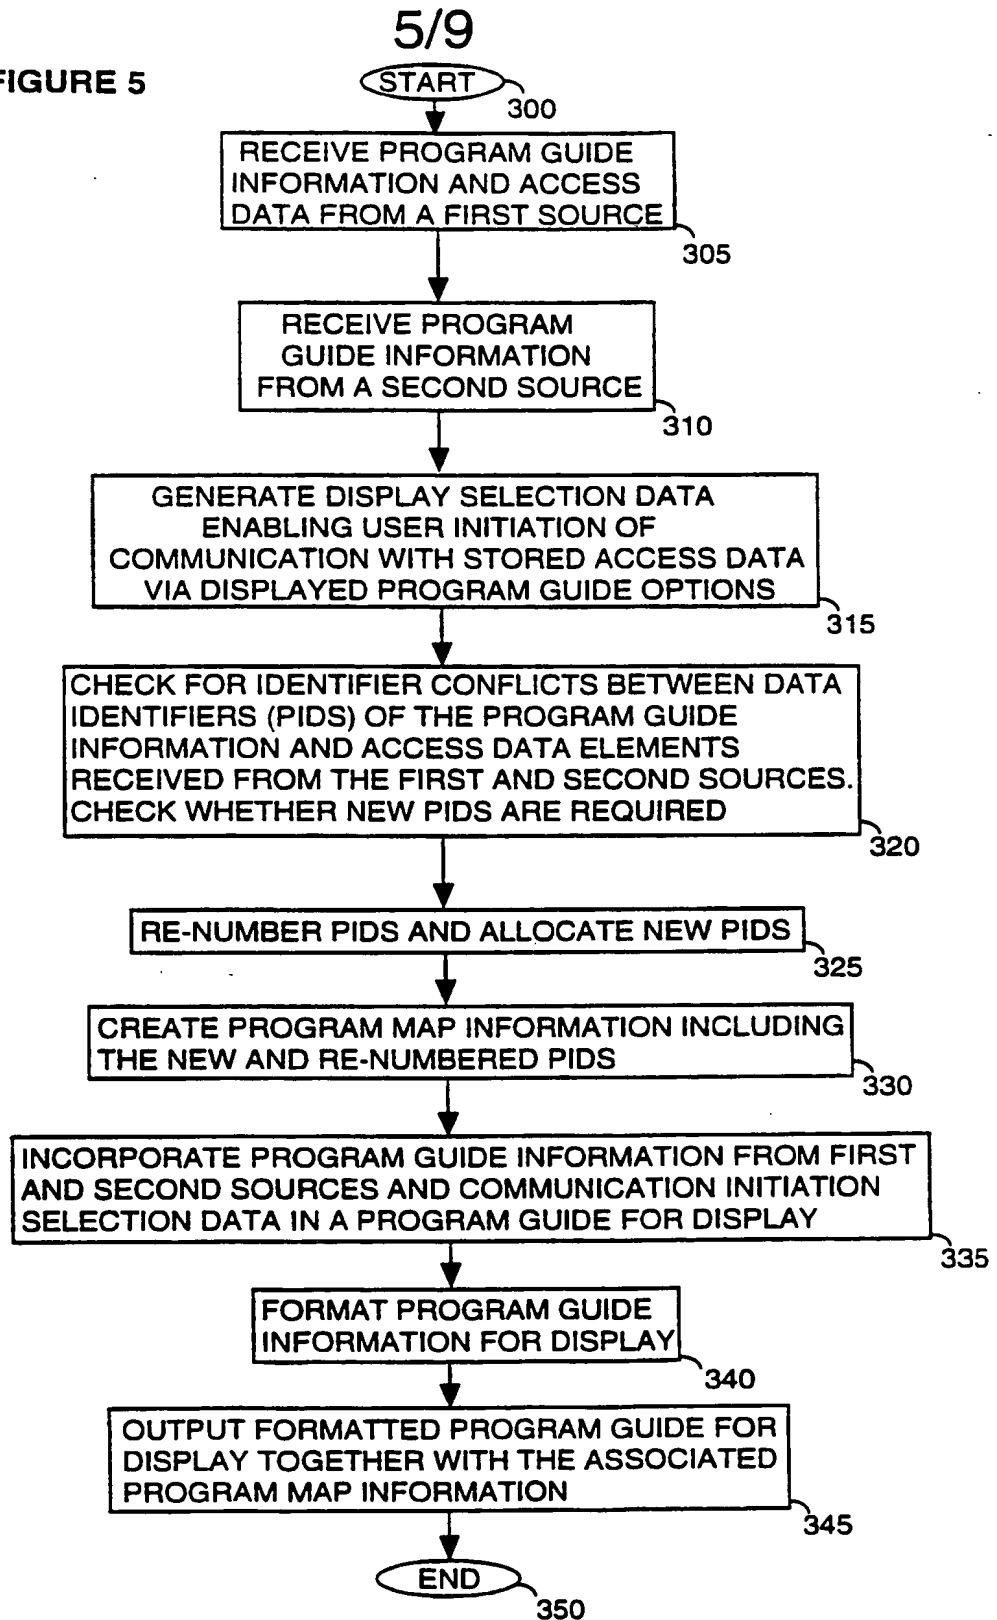 5/9
FIGURE 5
START
300
RECEIVE PROGRAM GUIDE
INFORMATION AND ACCESS
DATA FROM A FIRST SOURCE
305
RECEIVE PROGRAM
GUIDE INFORMATION
FROM A SECOND SOURCE
310
GENERATE DISPLAY SELECTION DATA
ENABLING USER INITIATION OF
COMMUNICATION WITH STORED ACCESS DATA
VIA DISPLAYED PROGRAM GUIDE OPTIONS
315
CHECK FOR IDENTIFIER CONFLICTS BETWEEN DATA
IDENTIFIERS (PIDS) OF THE PROGRAM GUIDE
INFORMATION AND ACCESS DATA ELEMENTS
RECEIVED FROM THE FIRST AND SECOND SOURCES.
CHECK WHETHER NEW PIDS ARE REQUIRED
320
RE-NUMBER PIDS AND ALLOCATE NEW PIDS
325
CREATE PROGRAM MAP INFORMATION INCLUDING
THE NEW AND RE-NUMBERED PIDS
330
INCORPORATE PROGRAM GUIDE INFORMATION FROM FIRST
AND SECOND SOURCES AND COMMUNICATION INITIATION
SELECTION DATA IN A PROGRAM GUIDE FOR DISPLAY
335
FORMAT PROGRAM GUIDE
INFORMATION FOR DISPLAY
340
OUTPUT FORMATTED PROGRAM GUIDE FOR
DISPLAY TOGETHER WITH THE ASSOCIATED
PROGRAM MAP INFORMATION
345
END
350